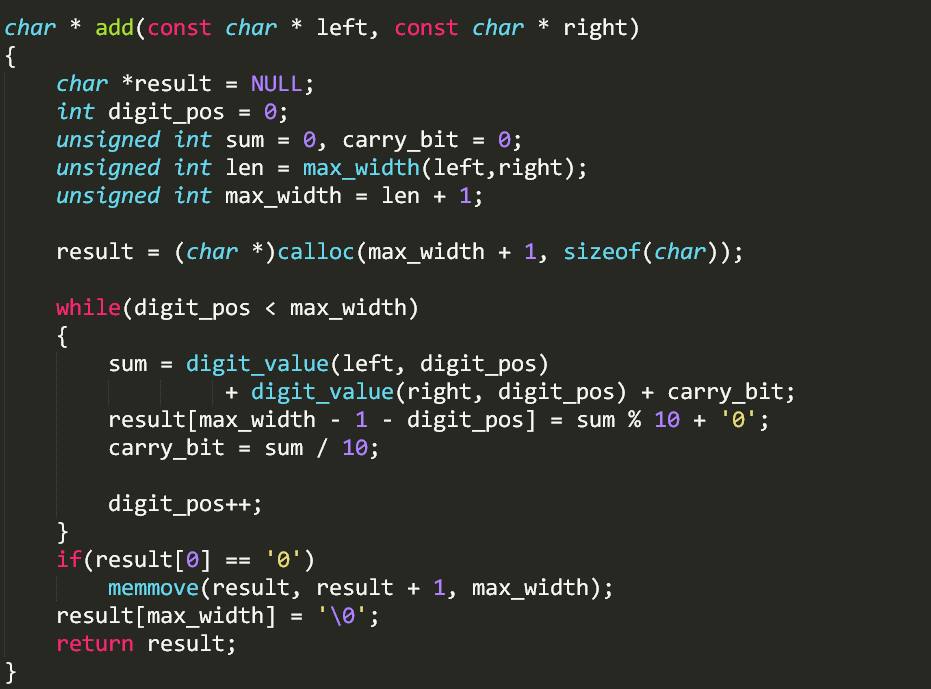 char * add(const char * left, const char * right)
{
    char *result = NULL;
    int digit_pos = 0;
    unsigned int sum = 0, carry_bit = 0;
    unsigned int len = max_width(left,right);
    unsigned int max_width = len + 1;

    result = (char *)calloc(max_width + 1, sizeof(char));

    while(digit_pos < max_width)
    {
        sum = digit_value(left, digit_pos)
                 + digit_value(right, digit_pos) + carry_bit;
        result[max_width - 1 - digit_pos] = sum % 10 + '0';
        carry_bit = sum / 10;

        digit_pos++;
    }
    if(result[0] == '0')
        memmove(result, result + 1, max_width);
    result[max_width] = '\0';
    return result;
}